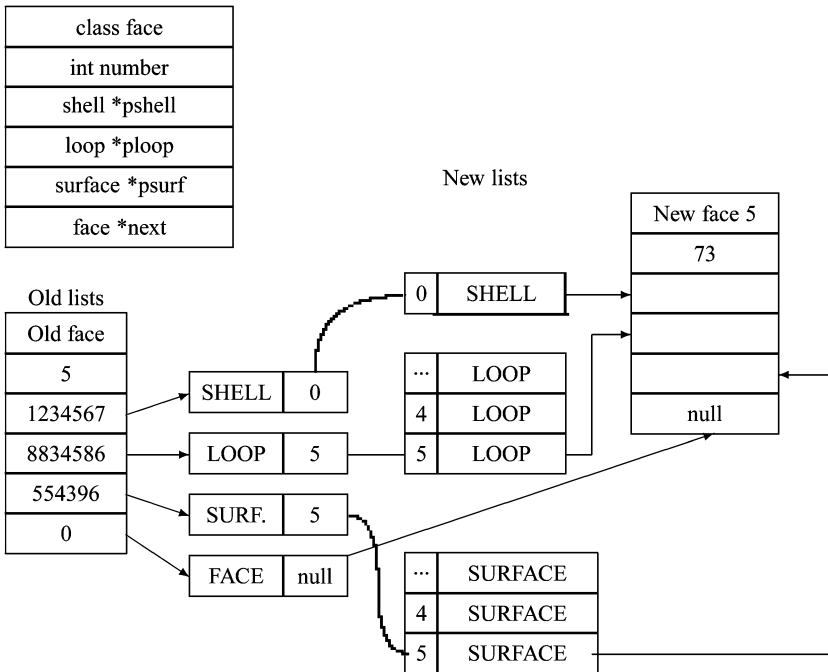 class face
int number
shell *pshell
loop *ploop
surface *psurf
face *next
New lists
New face 5
73
null
Old lists
Old face
5
1234567
8834586
554396
0
SHELL 0
LOOP 5
SURF. 5
FACE null
0 SHELL
... LOOP
4 LOOP
5 LOOP
... SURFACE
4 SURFACE
5 SURFACE